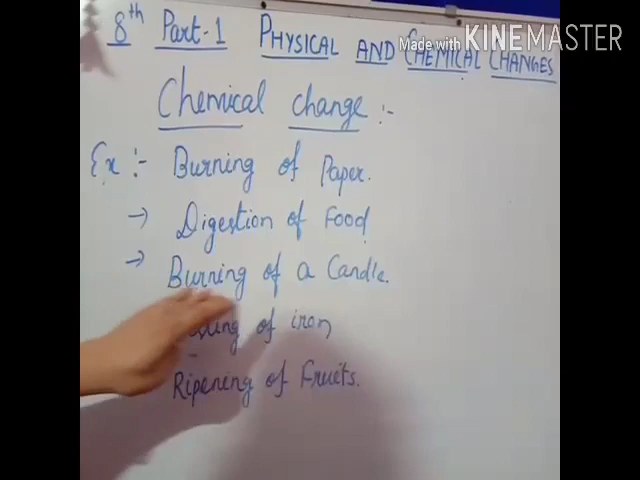 8th Part-1 PHYSICAL AND CHEMICAL CHANGES
Made with KINEMASTER
Chemical change :-
Ex :- Burning of Paper.
→ Digestion of Food
→ Burning of a Candle.
of iron
Ripening of Fruits.